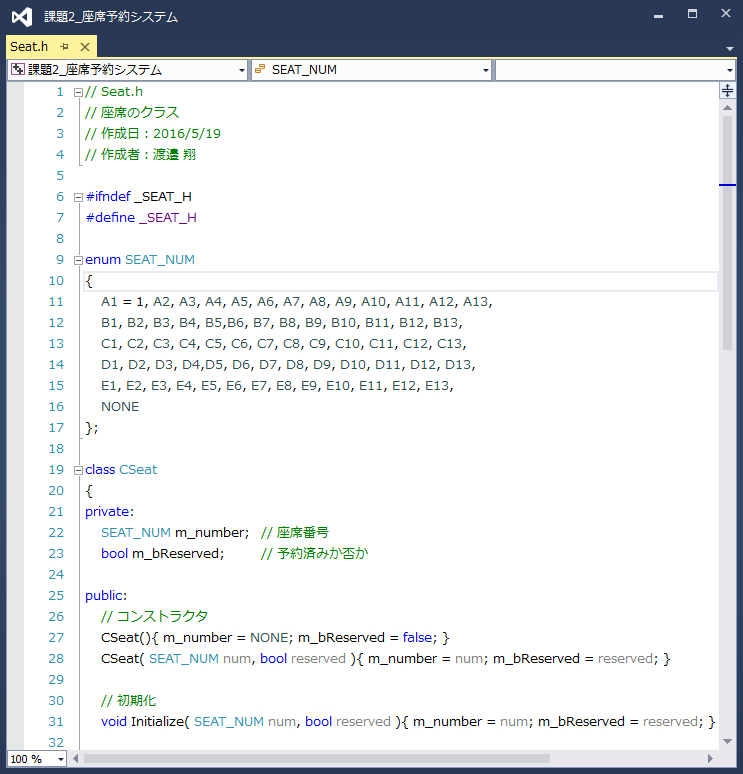 課題2_座席予約システム
Seat.h
課題2_座席予約システム SEAT_NUM
1 // Seat.h
2 // 座席のクラス
3 // 作成日：2016/5/19
4 // 作成者：渡邉 翔
5
6 #ifndef _SEAT_H
7 #define _SEAT_H
8
9 enum SEAT_NUM
10 {
11 A1 = 1, A2, A3, A4, A5, A6, A7, A8, A9, A10, A11, A12, A13,
12 B1, B2, B3, B4, B5,B6, B7, B8, B9, B10, B11, B12, B13,
13 C1, C2, C3, C4, C5, C6, C7, C8, C9, C10, C11, C12, C13,
14 D1, D2, D3, D4,D5, D6, D7, D8, D9, D10, D11, D12, D13,
15 E1, E2, E3, E4, E5, E6, E7, E8, E9, E10, E11, E12, E13,
16 NONE
17 };
18
19 class CSeat
20 {
21 private:
22 SEAT_NUM m_number; // 座席番号
23 bool m_bReserved; // 予約済みか否か
24
25 public:
26 // コンストラクタ
27 CSeat(){ m_number = NONE; m_bReserved = false; }
28 CSeat( SEAT_NUM num, bool reserved ){ m_number = num; m_bReserved = reserved; }
29
30 // 初期化
31 void Initialize( SEAT_NUM num, bool reserved ){ m_number = num; m_bReserved = reserved; }
32
100 %